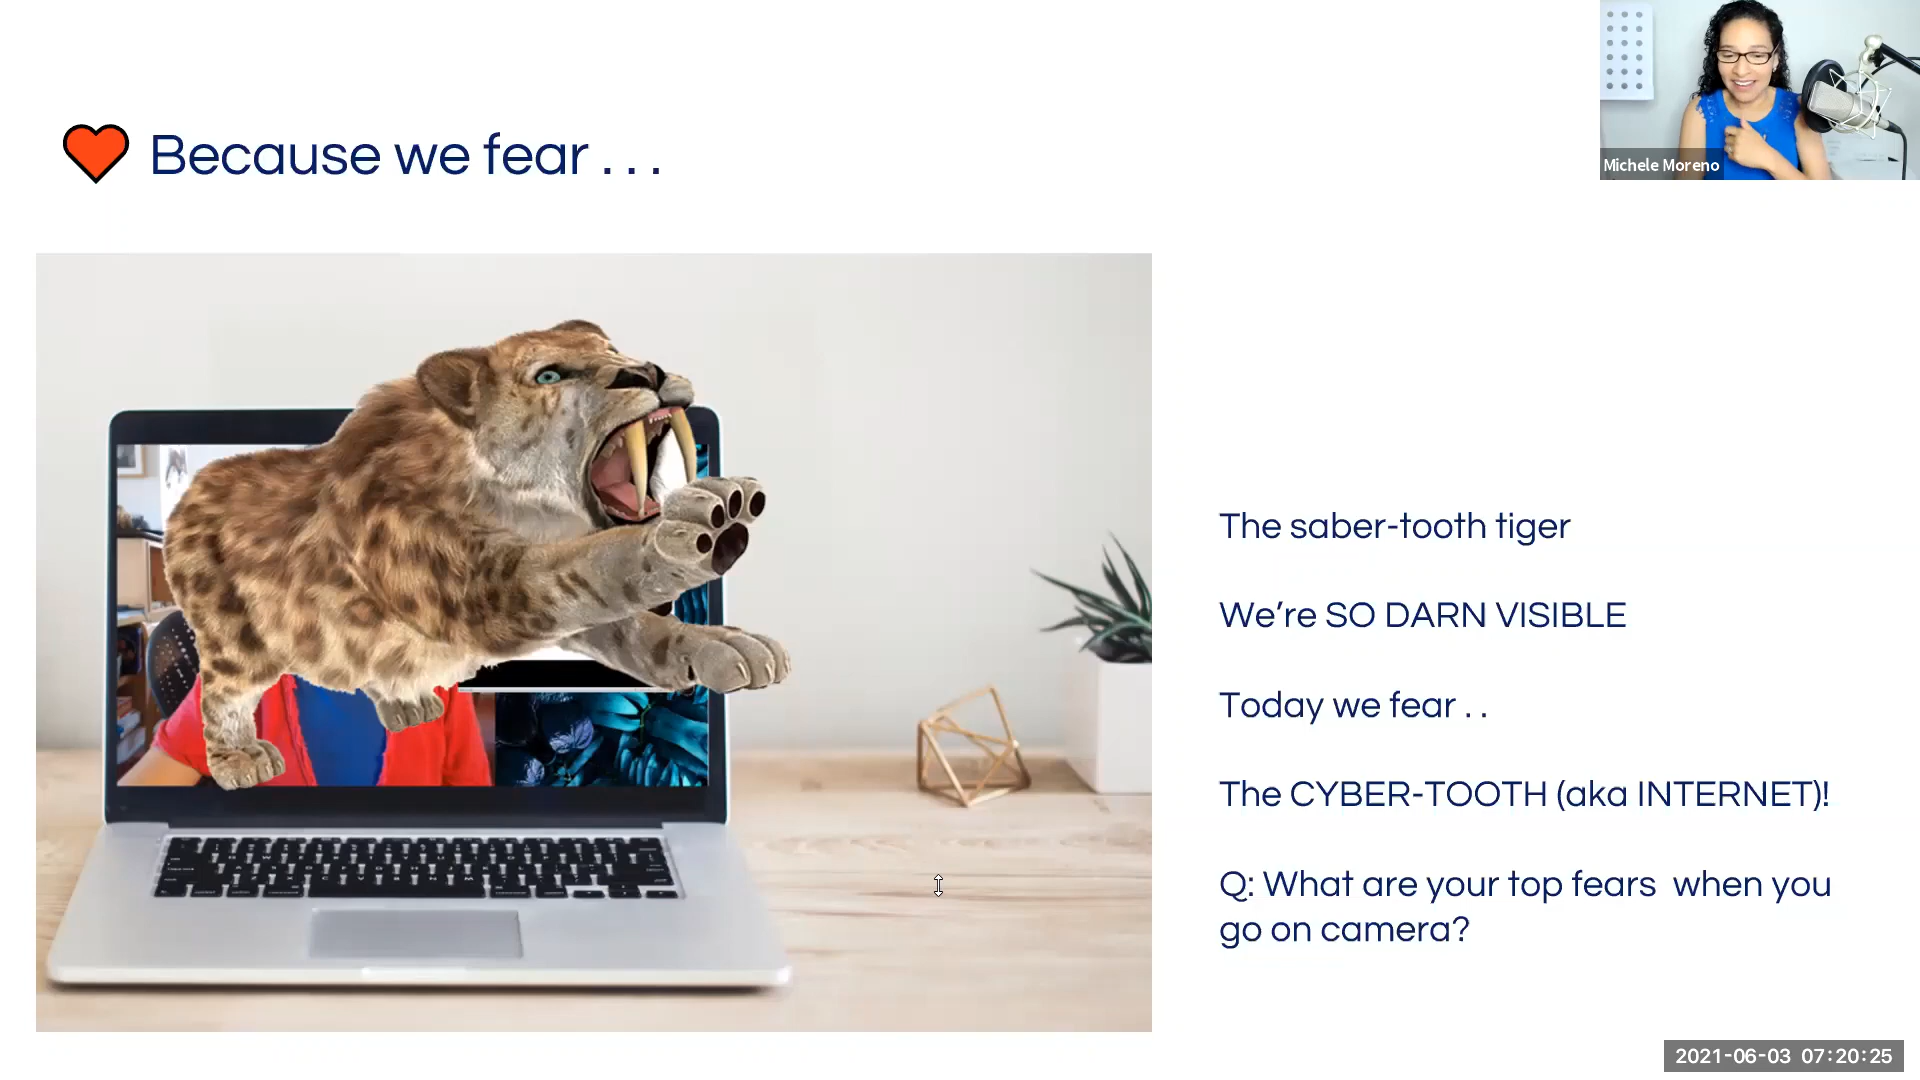 Because we fear . . .
Michele Moreno
The saber-tooth tiger
We’re SO DARN VISIBLE
Today we fear . .
The CYBER-TOOTH (aka INTERNET)!
Q: What are your top fears  when you
go on camera?
2021-06-03 07:20:25